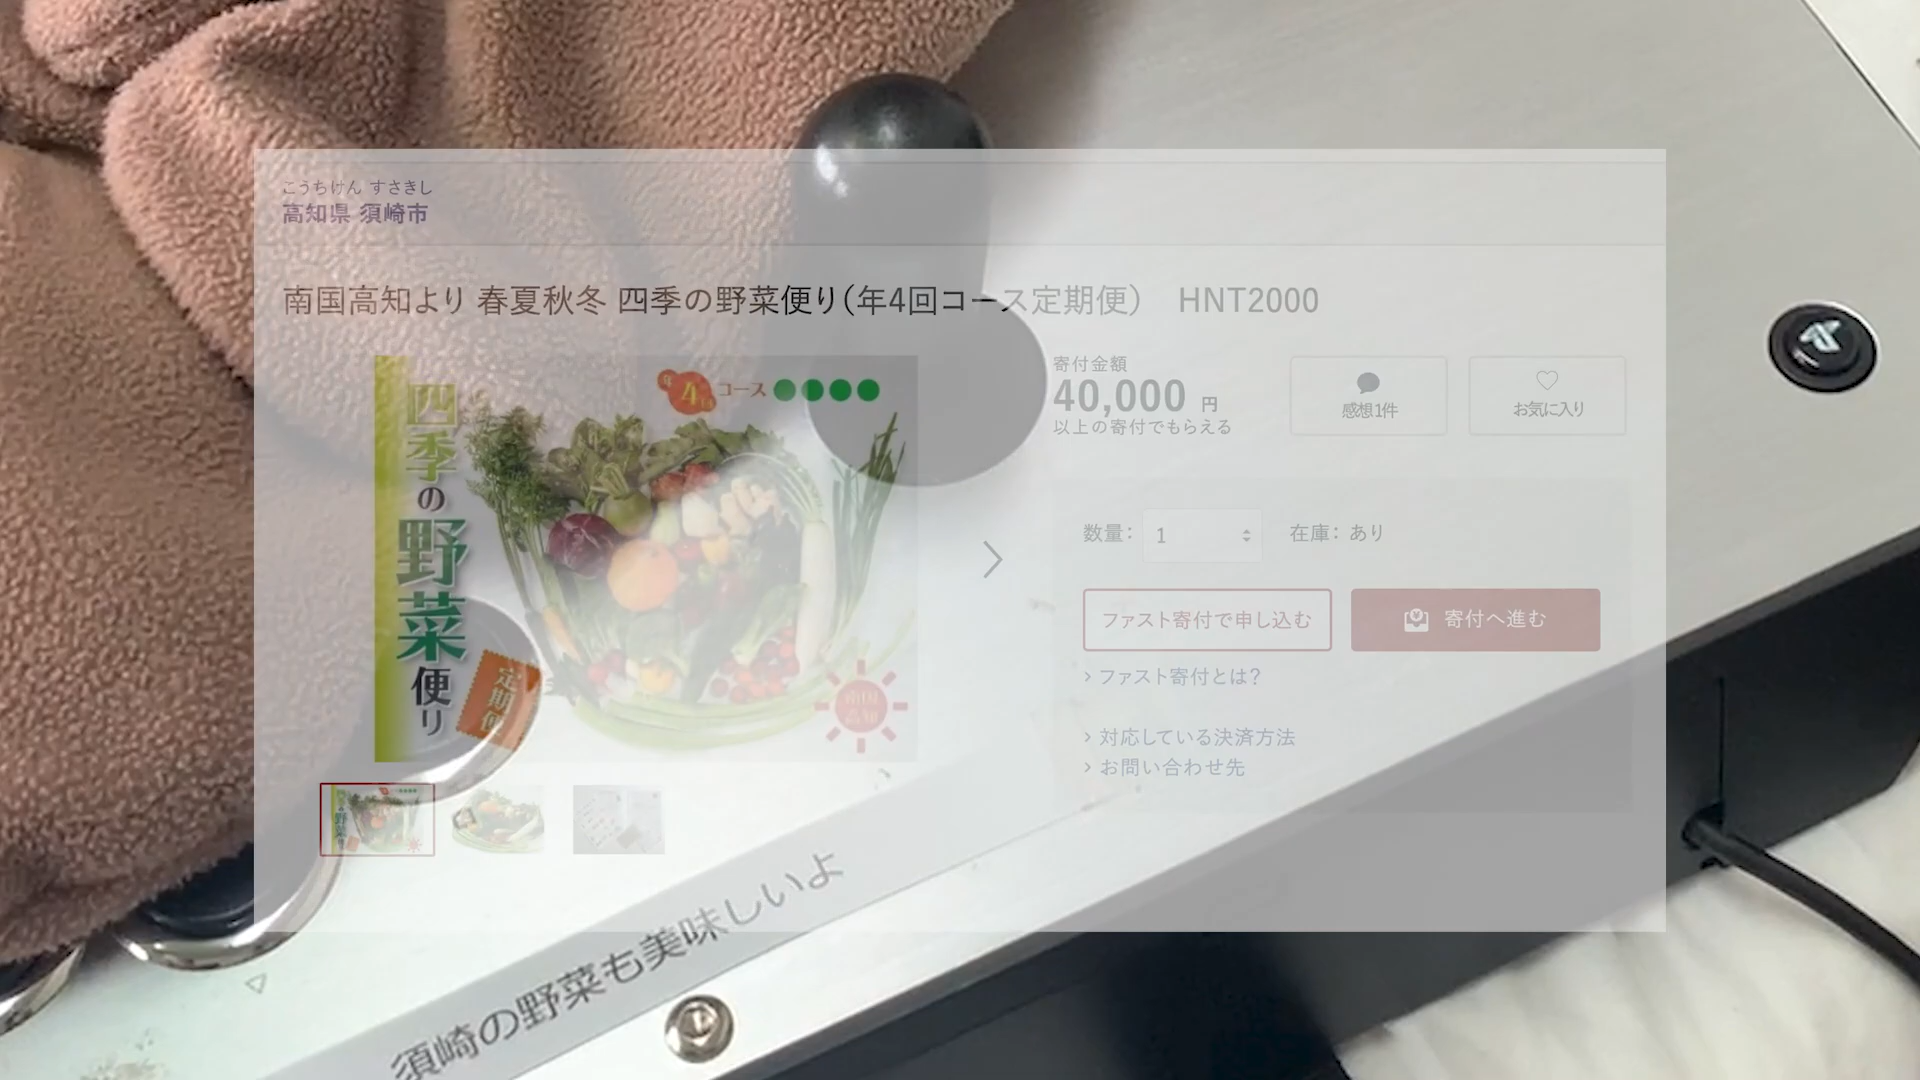 こうちけん すさきし
高知県 須崎市
南国高知より 春夏秋冬 四季の野菜便り(年4回コース定期便) HNT2000
四季の野菜便り
年4回コース
定期便
南国
高知
寄付金額
40,000 円
以上の寄付でもらえる
感想1件
お気に入り
数量: 1 在庫: あり
ファスト寄付で申し込む
寄付へ進む
› ファスト寄付とは?
› 対応している決済方法
› お問い合わせ先
須崎の野菜も美味しいよ